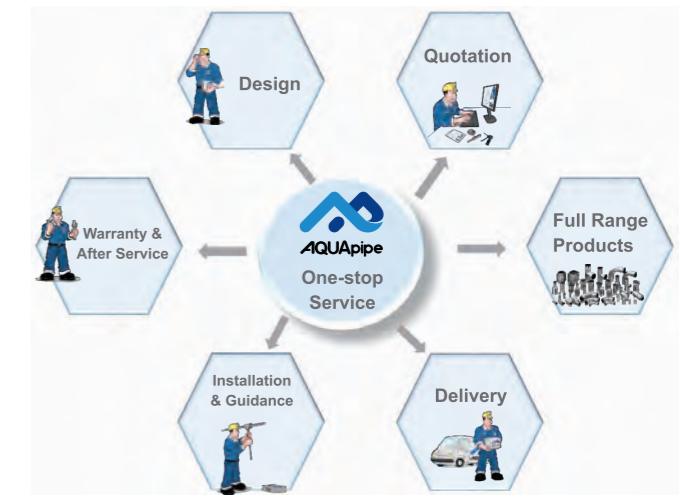 Design
Quotation
Warranty &
After Service
AQUApipe
One-stop
Service
Full Range
Products
Installation
& Guidance
Delivery